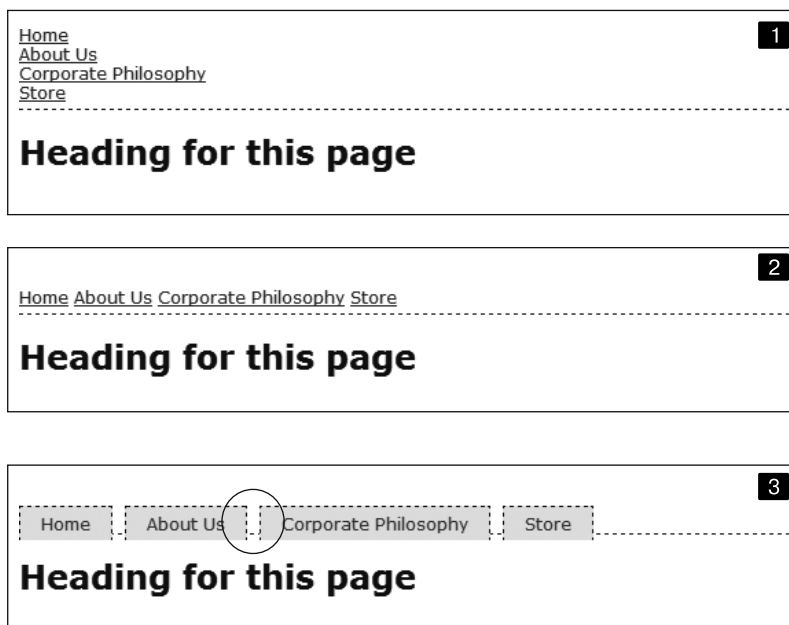 1
Home
About Us
Corporate Philosophy
Store
Heading for this page
2
Home About Us Corporate Philosophy Store
Heading for this page
3
Home About Us Corporate Philosophy Store
Heading for this page